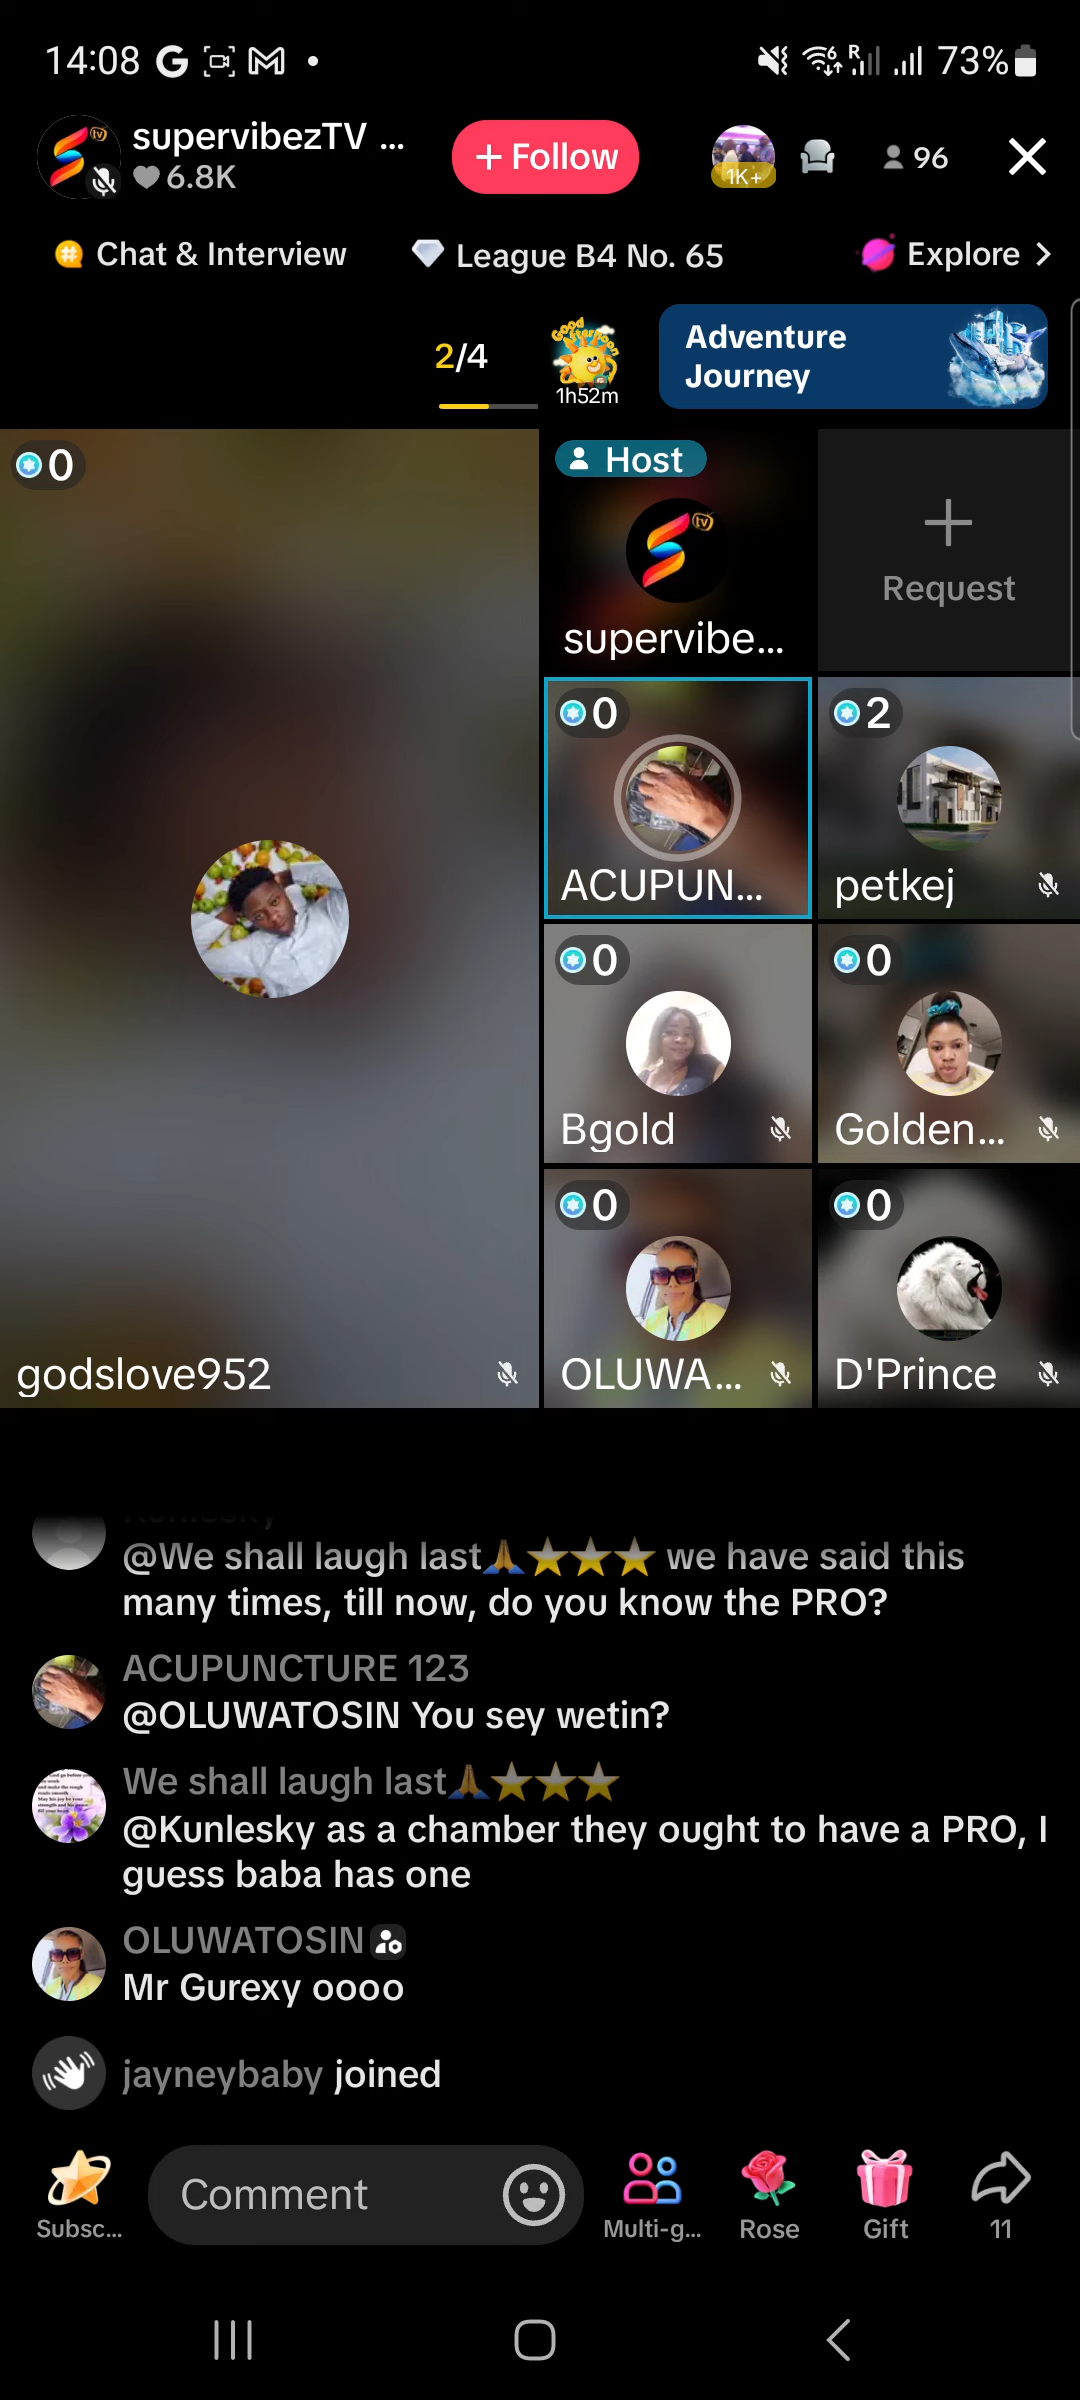 14:08
73%
supervibezTV ...
6.8K
+ Follow
1K+
96
Chat & Interview
League B4 No. 65
Explore >
2/4
Good Afternoon
1h52m
Adventure
Journey
0
Host
tv
supervibe...
Request
0
ACUPUN...
2
petkej
0
Bgold
0
Golden...
0
OLUWA...
0
D'Prince
godslove952
Kunlesky
@We shall laugh last🙏⭐⭐⭐ we have said this
many times, till now, do you know the PRO?
ACUPUNCTURE 123
@OLUWATOSIN You sey wetin?
We shall laugh last🙏⭐⭐⭐
@Kunlesky as a chamber they ought to have a PRO, I
guess baba has one
OLUWATOSIN
Mr Gurexy oooo
jayneybaby joined
Comment
Subsc...
Multi-g...
Rose
Gift
11